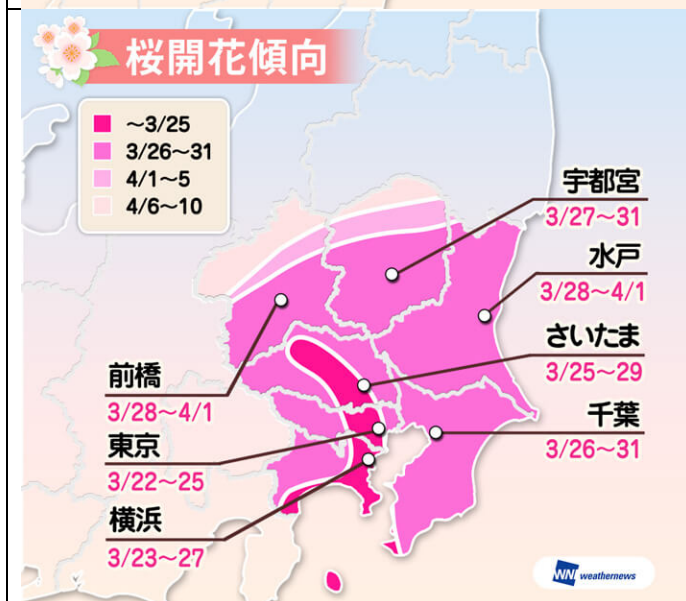 桜開花傾向
～3/25
3/26～31
4/1～5
4/6～10
宇都宮
3/27～31
水戸
3/28～4/1
さいたま
3/25～29
千葉
3/26～31
前橋
3/28～4/1
東京
3/22～25
横浜
3/23～27
WN weathernews